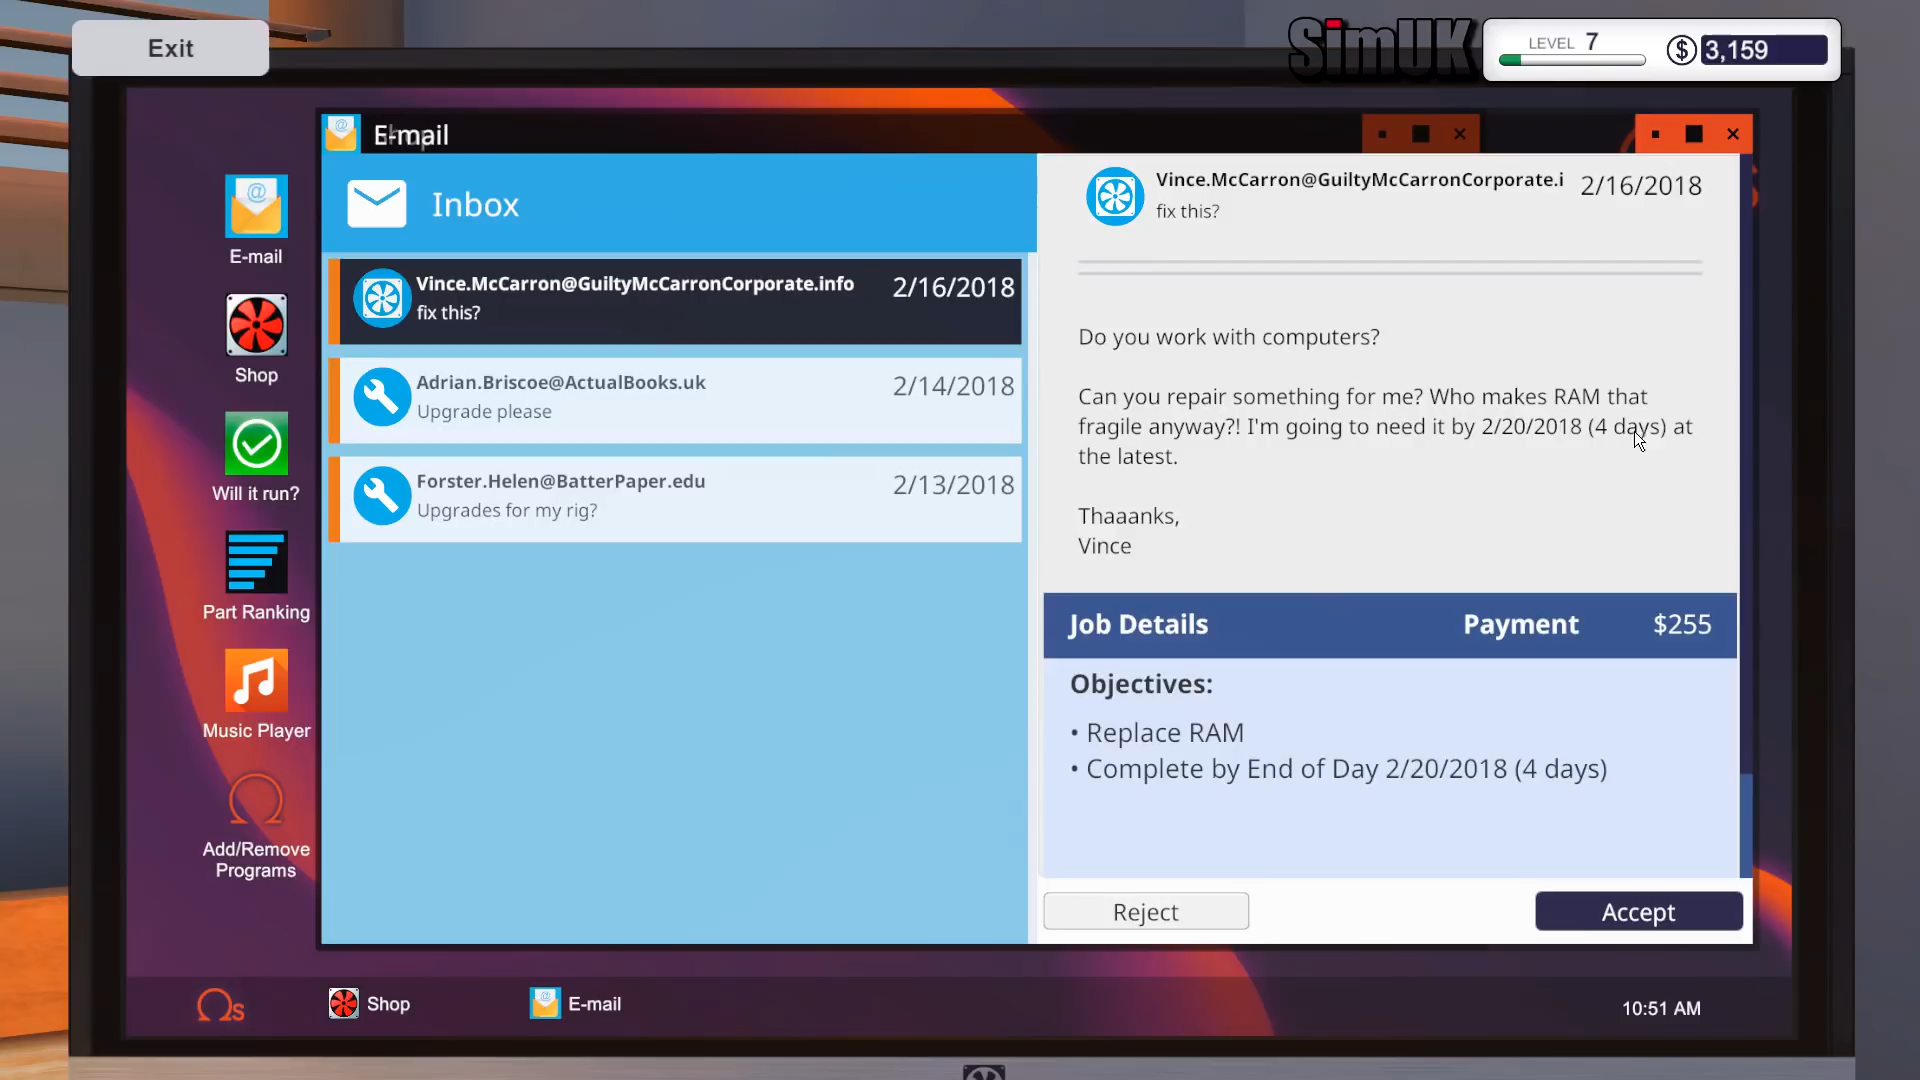 Exit
SimUK
LEVEL 7
$ 3,159
E-mail
E-mail
Shop
Will it run?
Part Ranking
Music Player
Add/Remove
Programs
Inbox
Vince.McCarron@GuiltyMcCarronCorporate.info
2/16/2018
fix this?
Adrian.Briscoe@ActualBooks.uk
2/14/2018
Upgrade please
Forster.Helen@BatterPaper.edu
2/13/2018
Upgrades for my rig?
Vince.McCarron@GuiltyMcCarronCorporate.i
2/16/2018
fix this?
Do you work with computers?
Can you repair something for me? Who makes RAM that
fragile anyway?! I'm going to need it by 2/20/2018 (4 days) at
the latest.
Thaaanks,
Vince
Job Details
Payment
$255
Objectives:
• Replace RAM
• Complete by End of Day 2/20/2018 (4 days)
Reject
Accept
Ωs
Shop
E-mail
10:51 AM